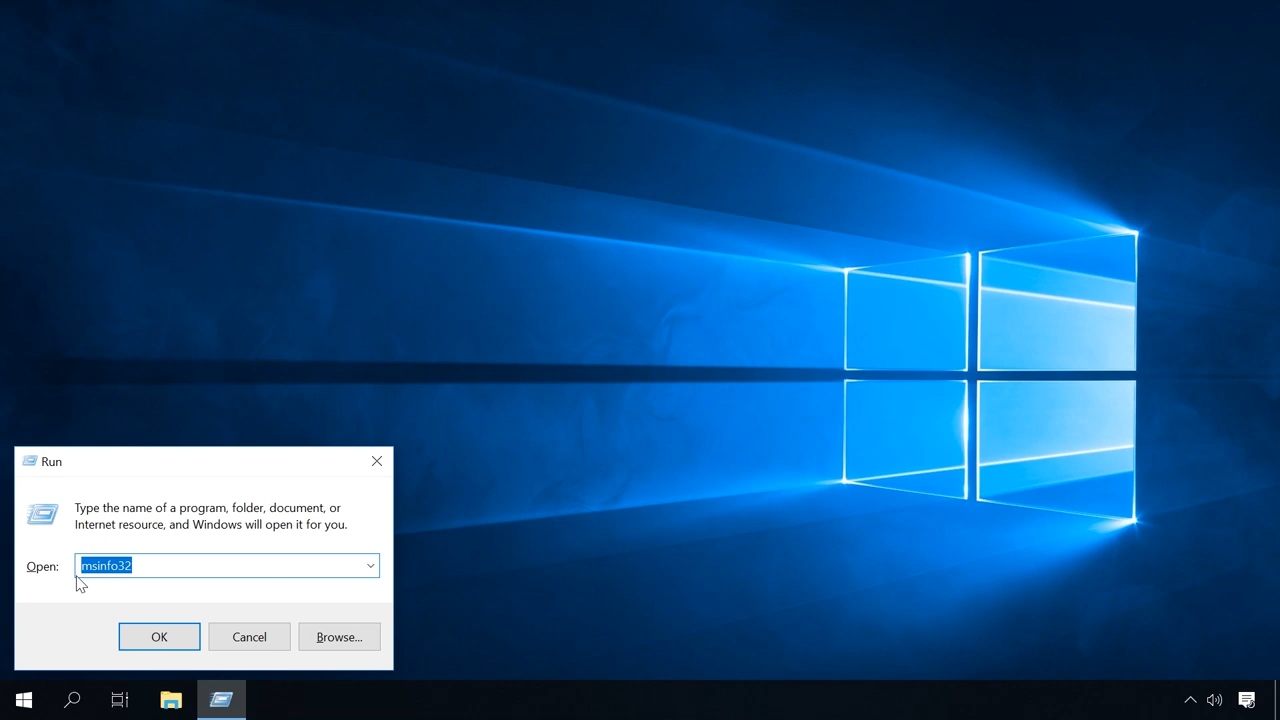 Run
Type the name of a program, folder, document, or
Internet resource, and Windows will open it for you.
Open: msinfo32
OK Cancel Browse...